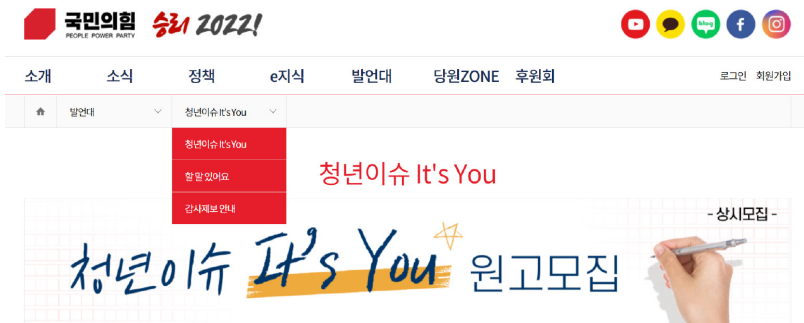 국민의힘
PEOPLE POWER PARTY
승리 2022!
blog
소개 소식 정책 e지식 발언대 당원ZONE 후원회 로그인 회원가입
발언대 청년이슈 It's You
청년이슈 It's You
할 말 있어요
감사제보 안내
청년이슈 It's You
- 상시모집 -
청년이슈 It's You 원고모집